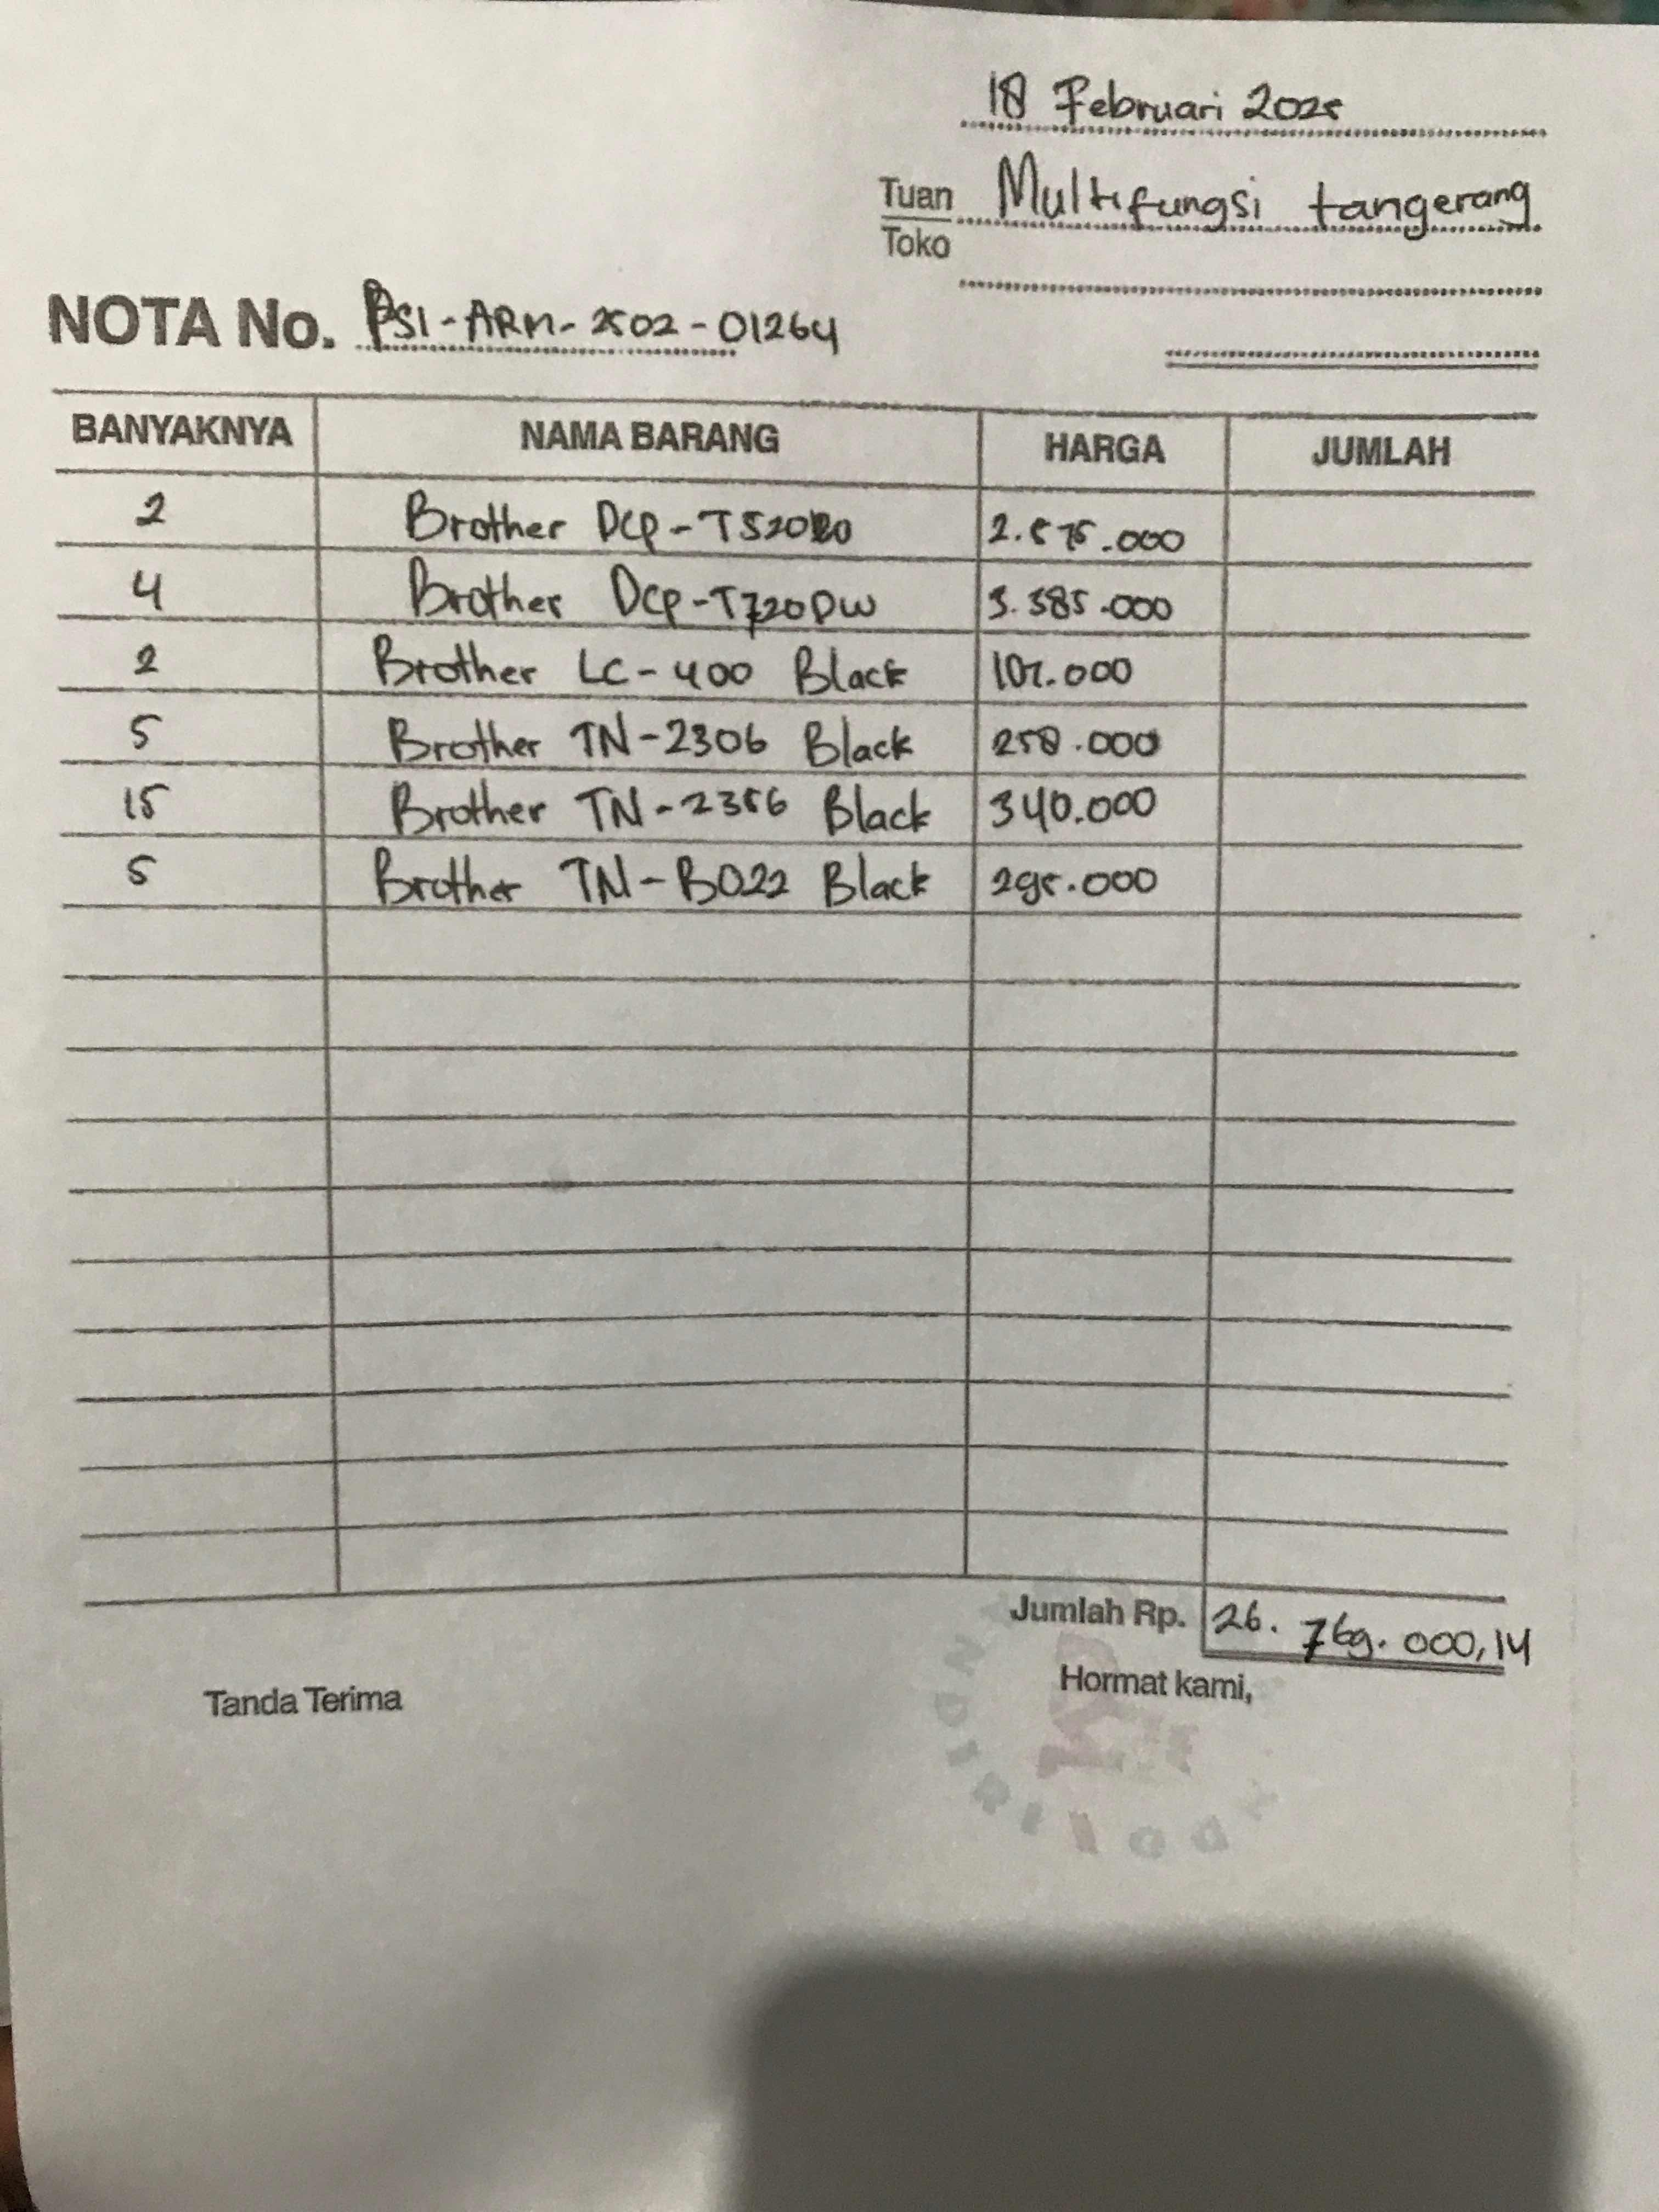 18 Februari 2025
Tuan Multifungsi tangerang
Toko
NOTA No. PSI-ARM-2502-01264
BANYAKNYA NAMA BARANG HARGA JUMLAH
2 Brother DCP-T520 2.575.000
4 Brother DCP-T720DW 3.385.000
2 Brother LC-400 Black 107.000
5 Brother TN-2306 Black 258.000
15 Brother TN-2356 Black 340.000
5 Brother TN-B022 Black 295.000
Jumlah Rp. 26.769.000,14
Tanda Terima Hormat kami,